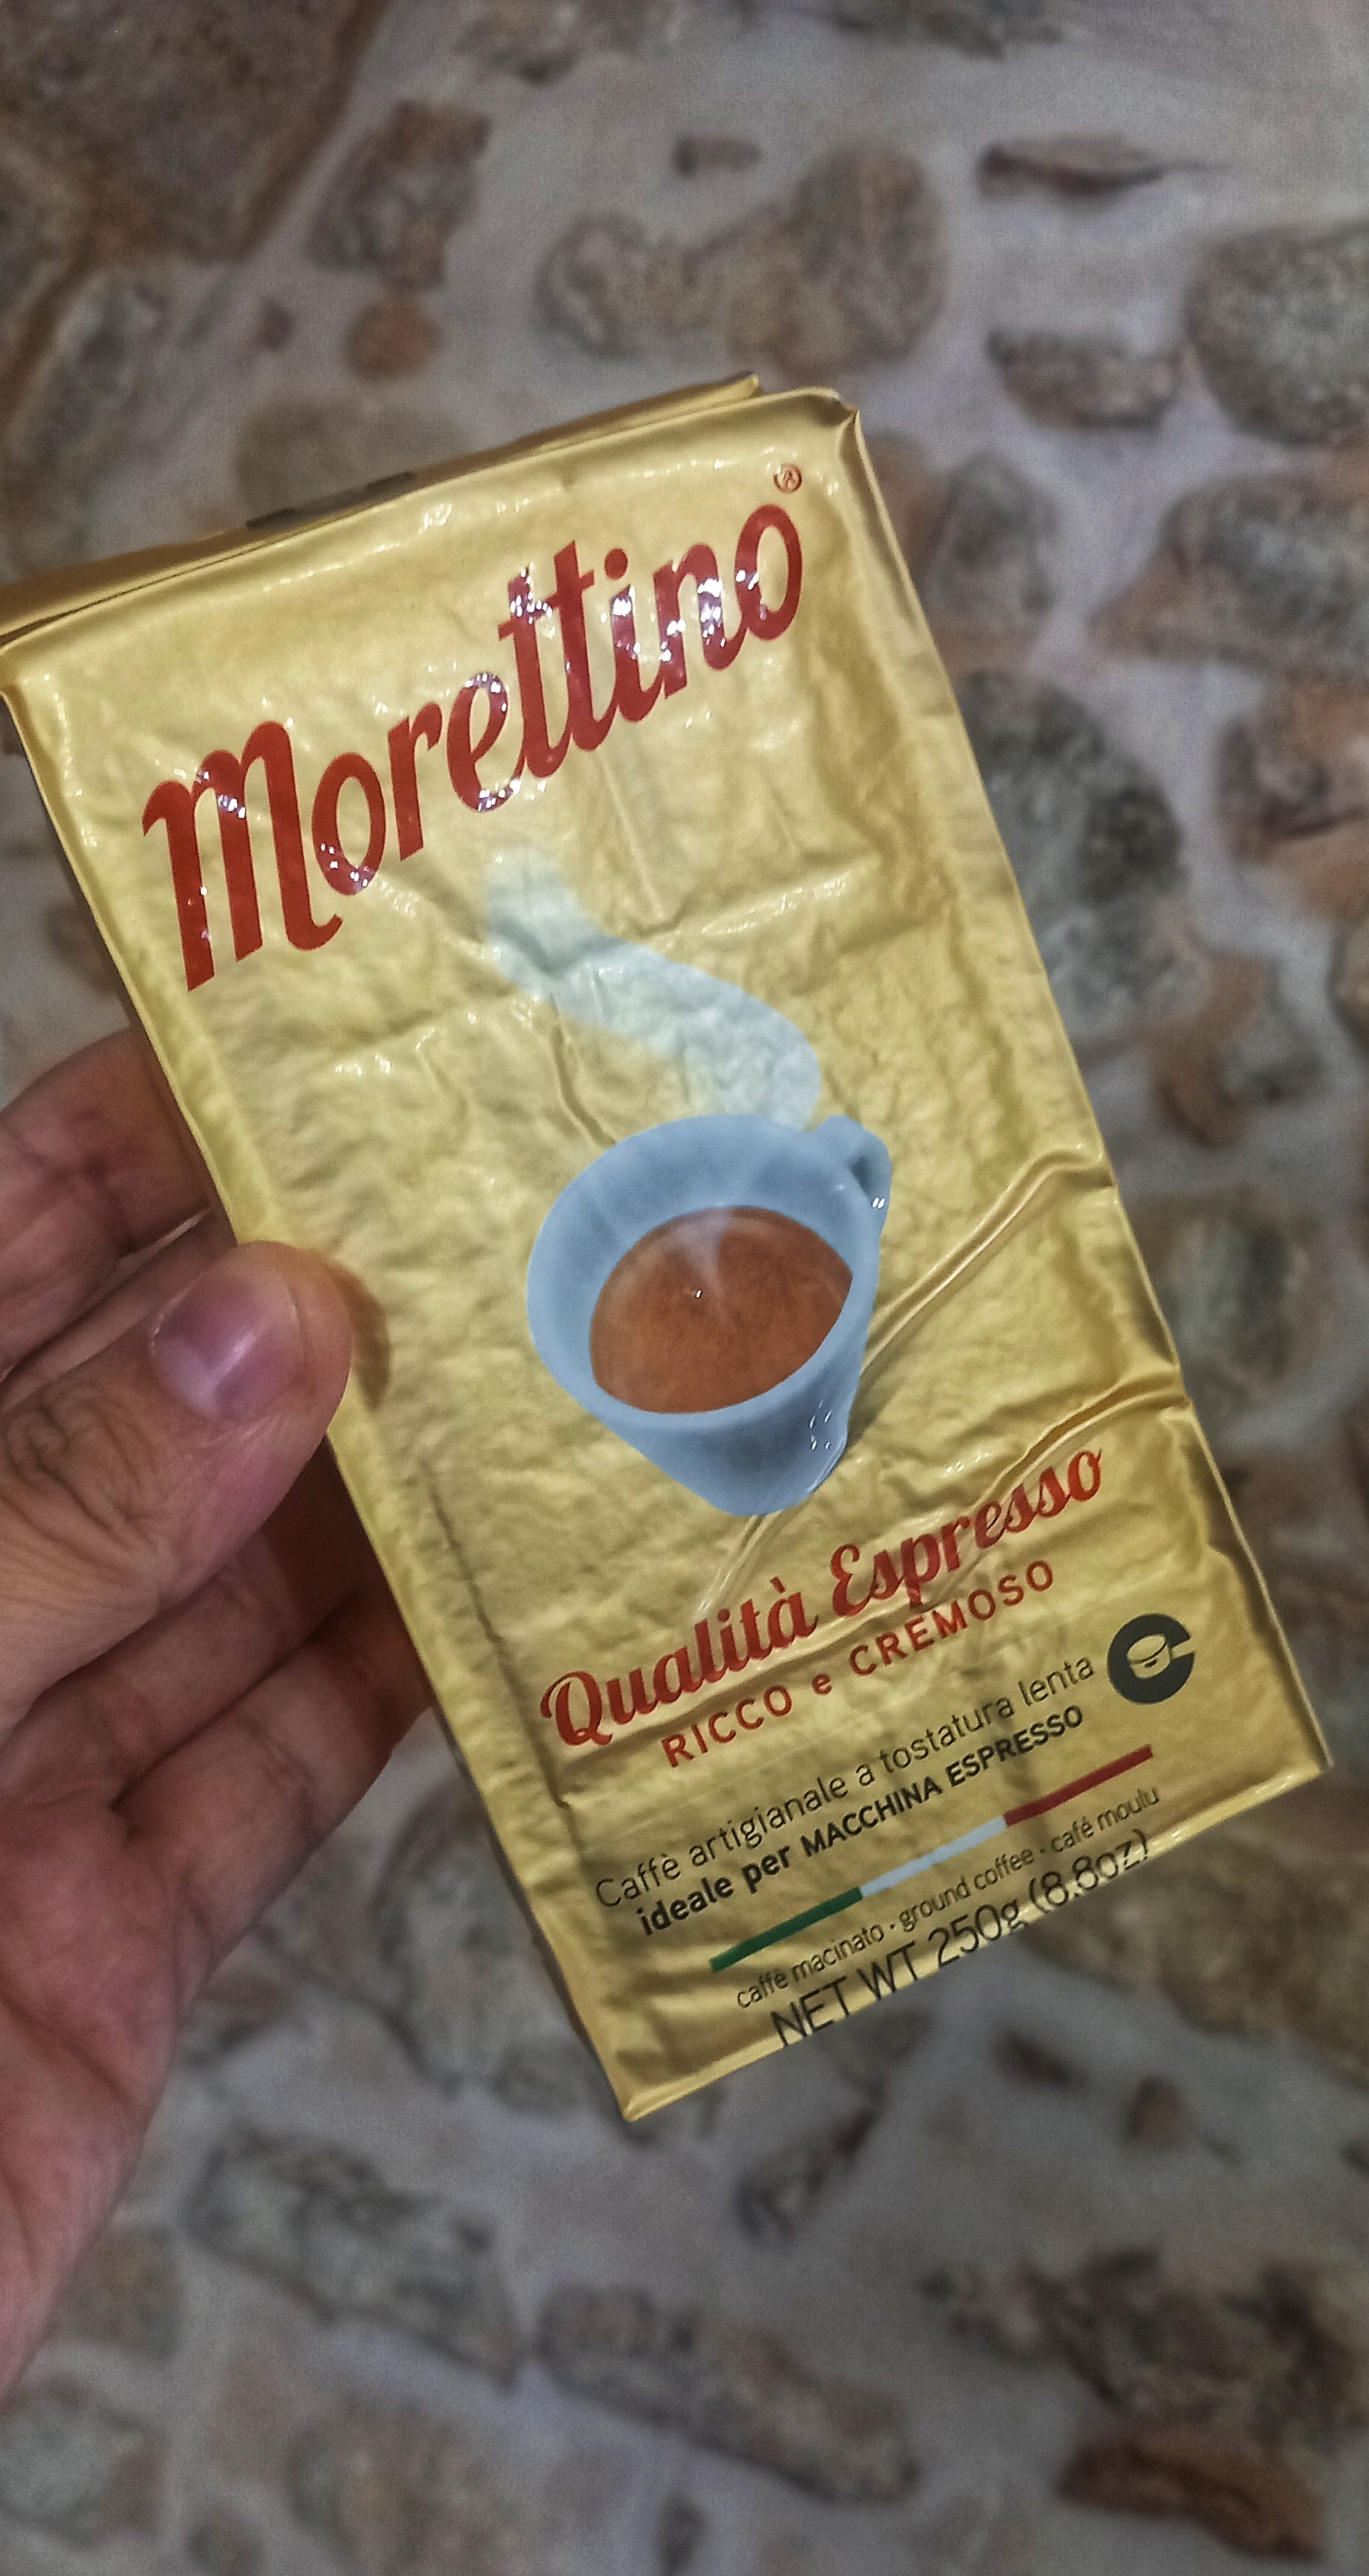 Morettino®
Qualità Espresso
RICCO e CREMOSO
Caffè artigianale a tostatura lenta
ideale per MACCHINA ESPRESSO
caffè macinato · ground coffee · café moulu
NET WT 250g (8.8oz)